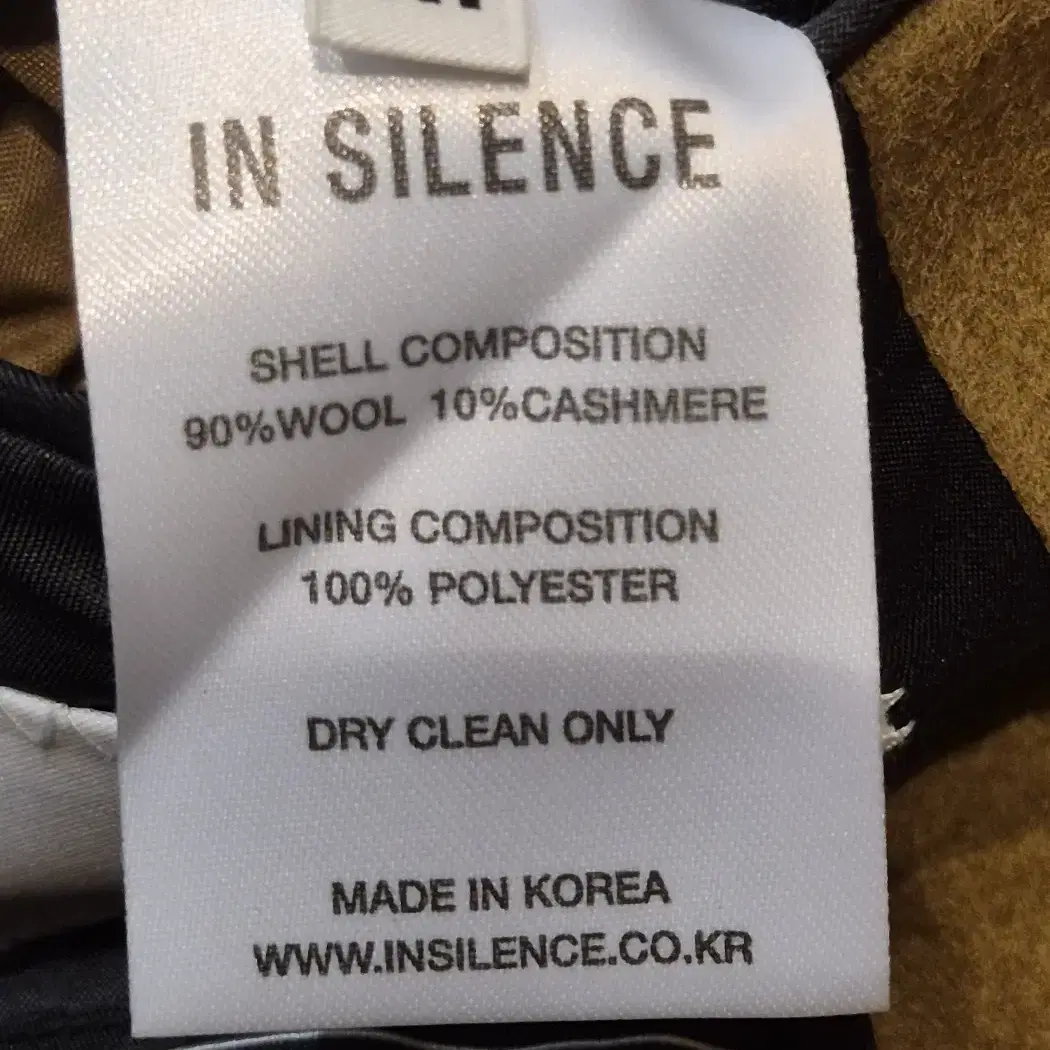 IN SILENCE
SHELL COMPOSITION
90%WOOL 10%CASHMERE
LINING COMPOSITION
100% POLYESTER
DRY CLEAN ONLY
MADE IN KOREA
WWW.INSILENCE.CO.KR